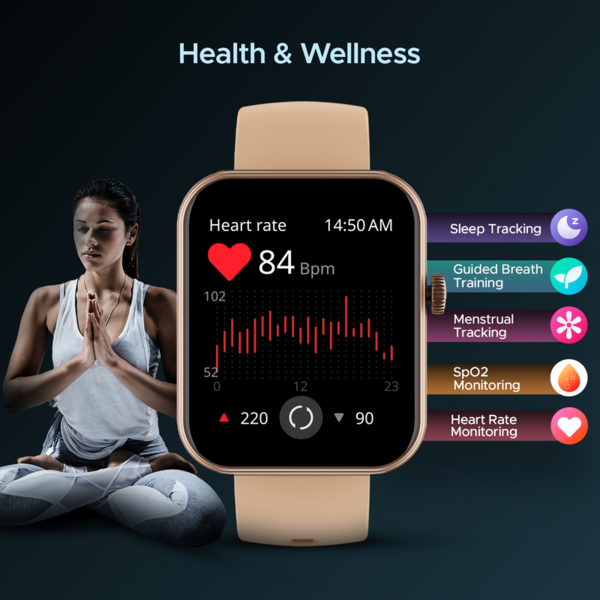 Health & Wellness
Heart rate 14:50 AM
84 Bpm
102
52
0 12 23
220 90
Sleep Tracking
Guided Breath
Training
Menstrual
Tracking
SpO2
Monitoring
Heart Rate
Monitoring
z